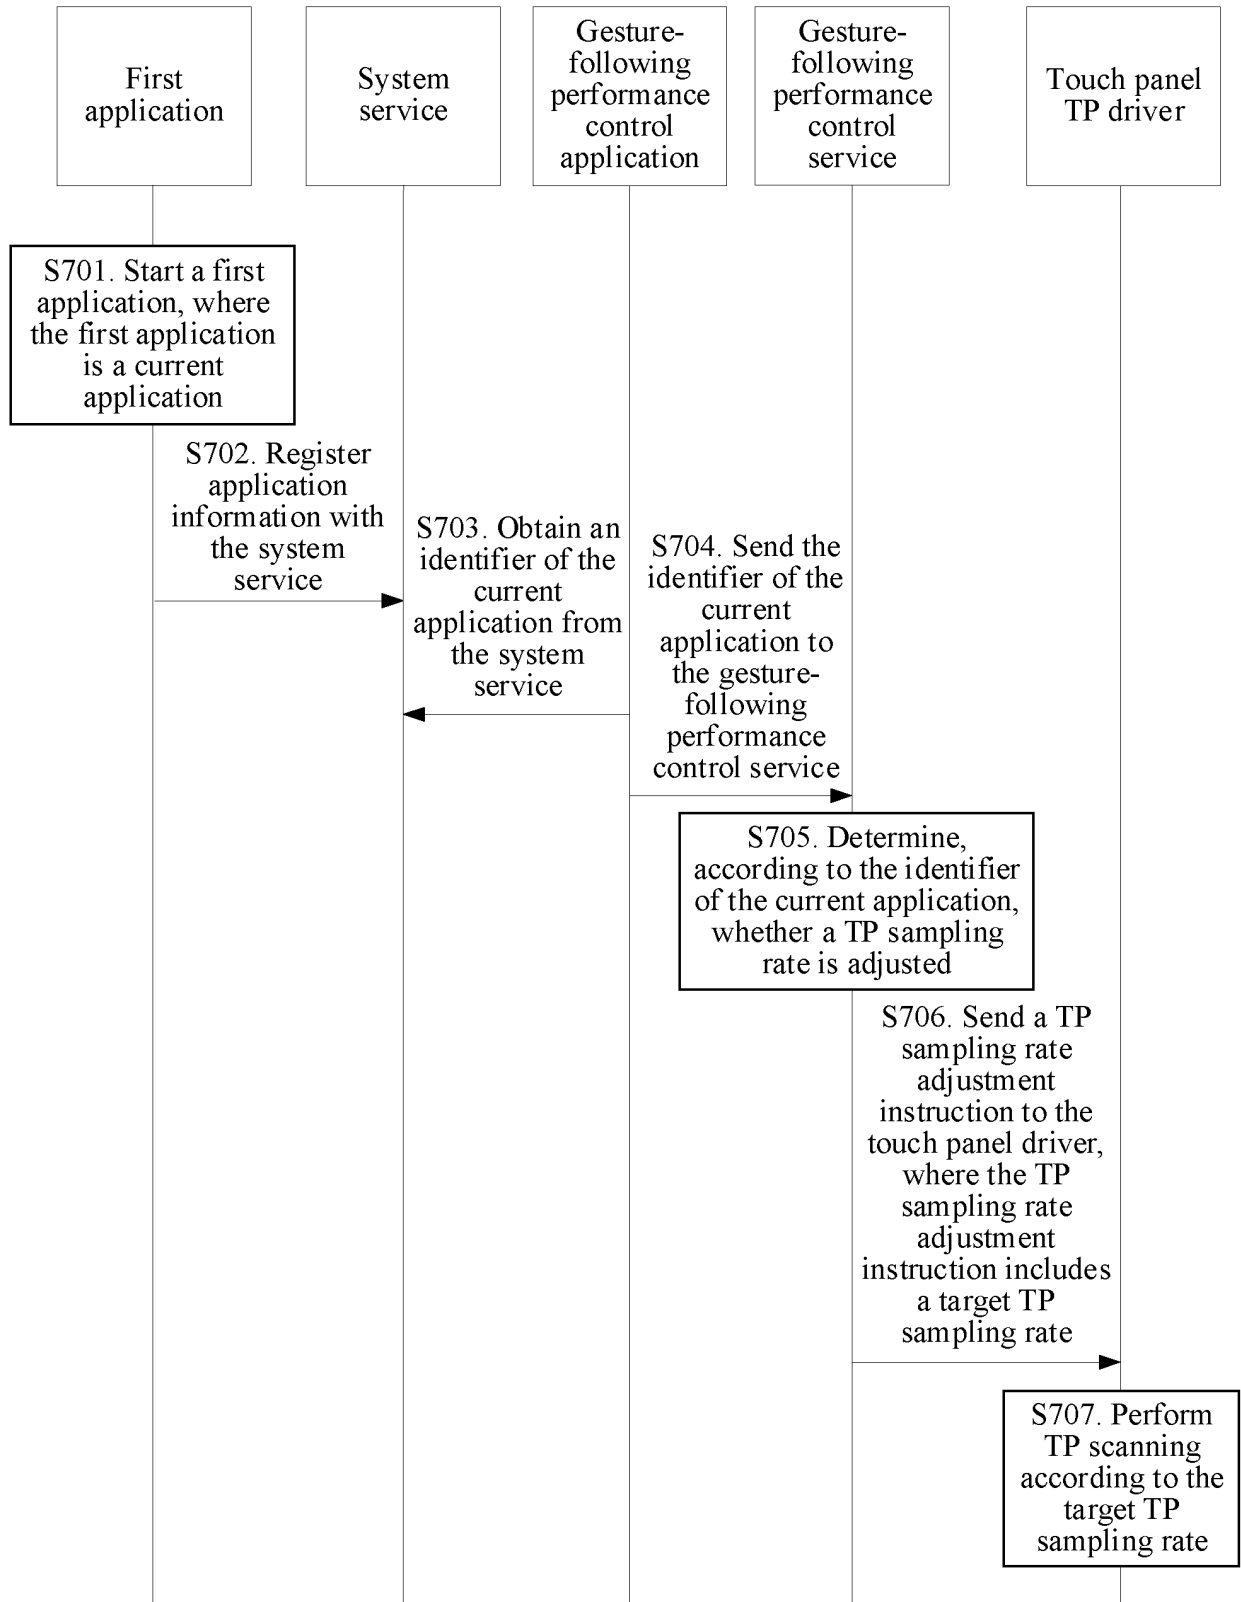 First
application
System
service
Gesture-
following
performance
control
application
Gesture-
following
performance
control
service
Touch panel
TP driver
S701. Start a first
application, where
the first application
is a current
application
S702. Register
application
information with
the system
service
S703. Obtain an
identifier of the
current
application from
the system
service
S704. Send the
identifier of the
current
application to
the gesture-
following
performance
control service
S705. Determine,
according to the identifier
of the current application,
whether a TP sampling
rate is adjusted
S706. Send a TP
sampling rate
adjustment
instruction to the
touch panel driver,
where the TP
sampling rate
adjustment
instruction includes
a target TP
sampling rate
S707. Perform
TP scanning
according to the
target TP
sampling rate